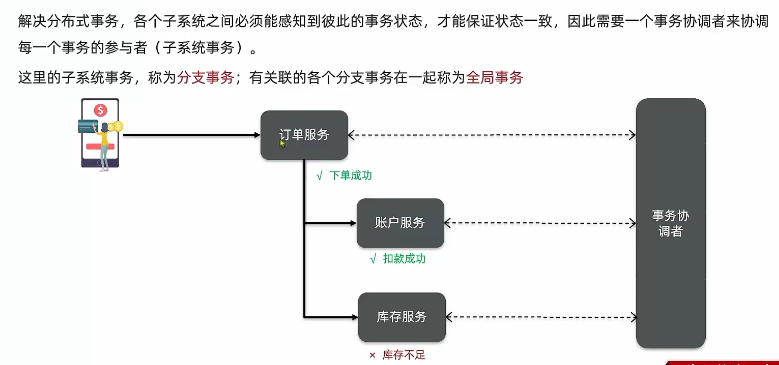 解决分布式事务，各个子系统之间必须能感知到彼此的事务状态，才能保证状态一致，因此需要一个事务协调者来协调
每一个事务的参与者（子系统事务）。
这里的子系统事务，称为分支事务；有关联的各个分支事务在一起称为全局事务
$
$
订单服务
√ 下单成功
账户服务
√ 扣款成功
事务协
调者
库存服务
× 库存不足